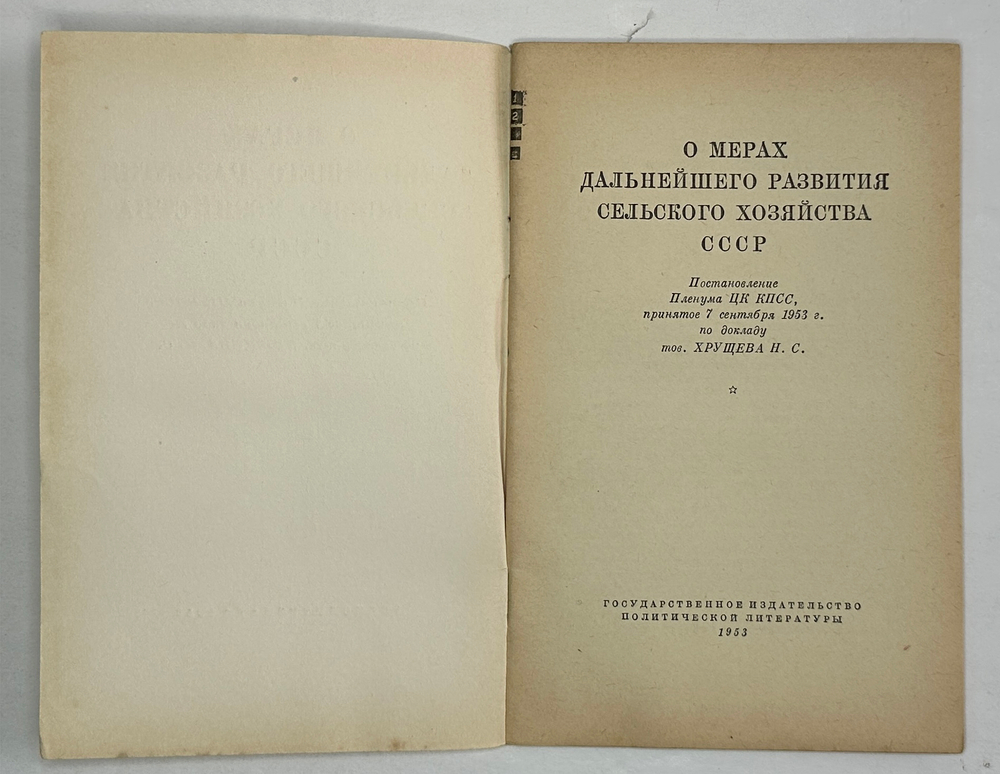 О МЕРАХ
ДАЛЬНЕЙШЕГО РАЗВИТИЯ
СЕЛЬСКОГО ХОЗЯЙСТВА
СССР
Постановление
Пленума ЦК КПСС,
принятое 7 сентября 1953 г.
по докладу
тов. ХРУЩЕВА Н. С.
ГОСУДАРСТВЕННОЕ ИЗДАТЕЛЬСТВО
ПОЛИТИЧЕСКОЙ ЛИТЕРАТУРЫ
1953